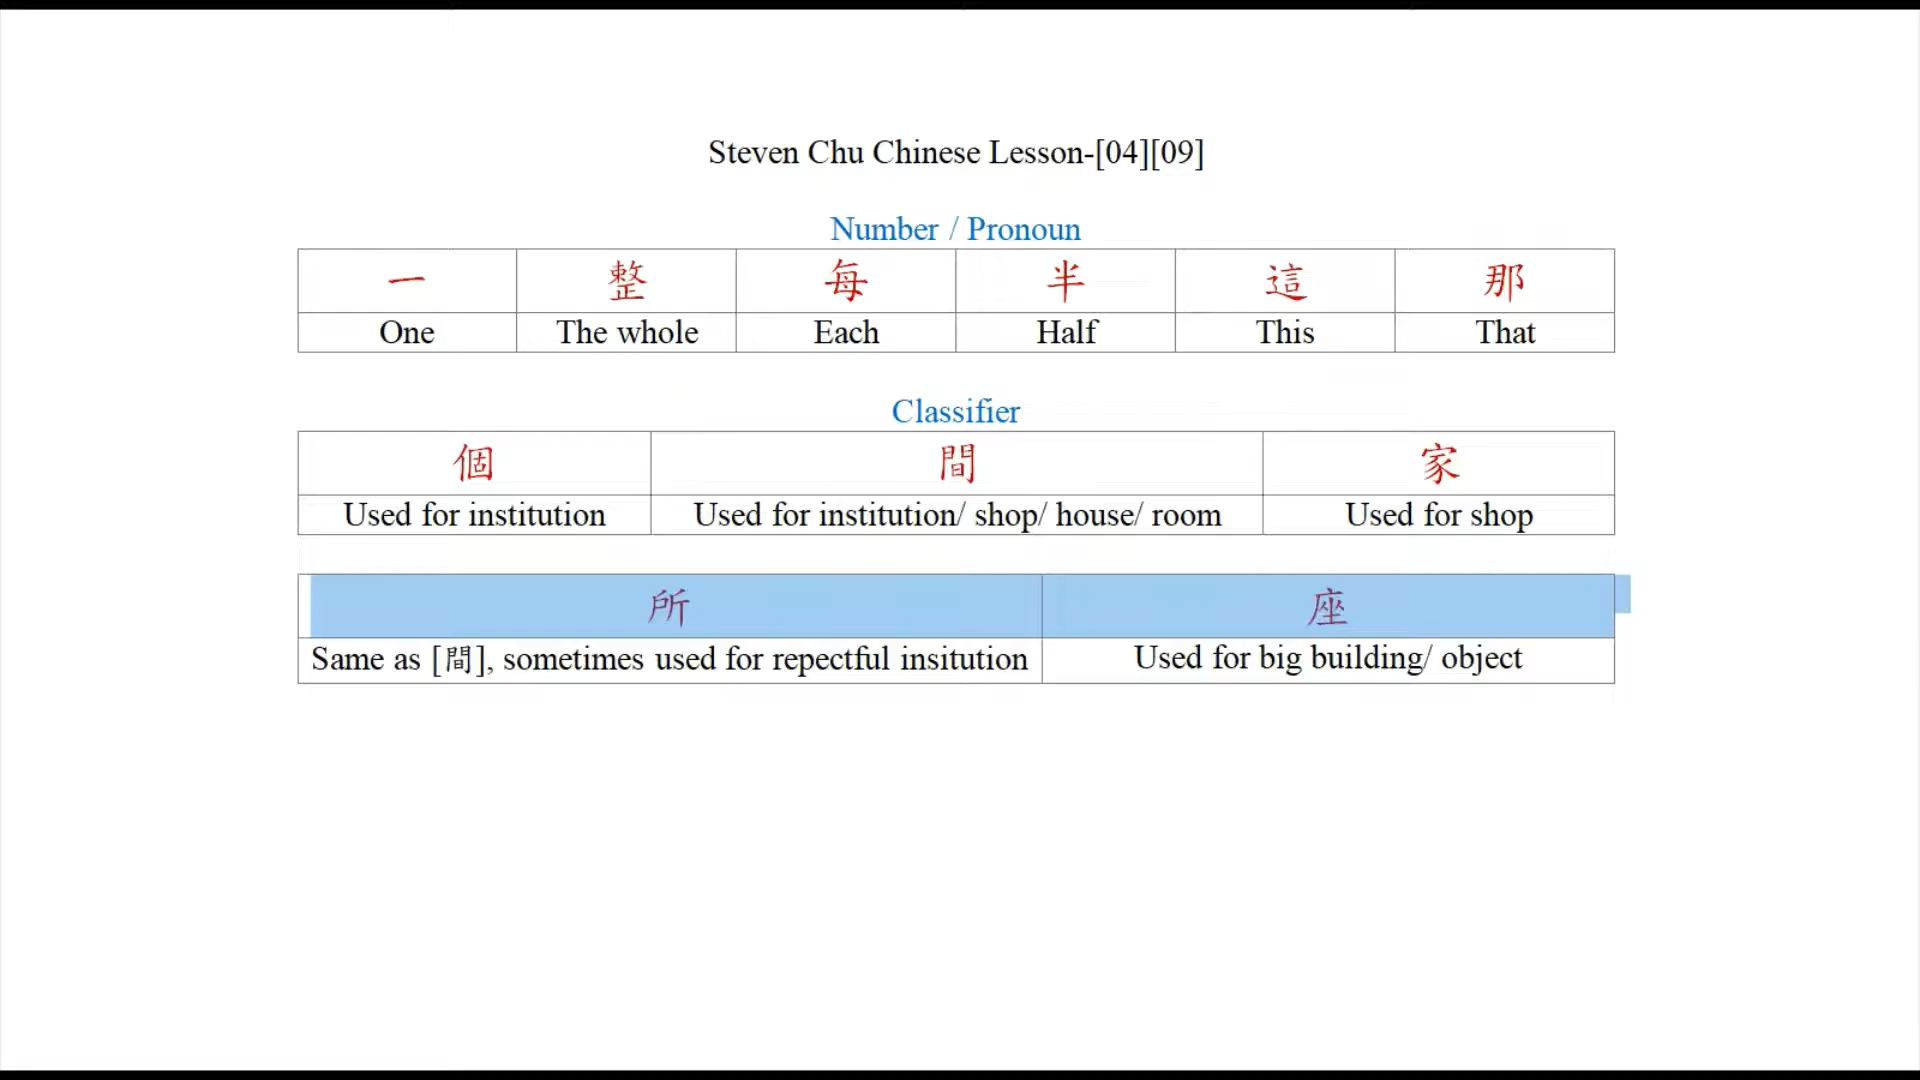 Steven Chu Chinese Lesson-[04][09]
Number / Pronoun
一 整 每 半 這 那
One The whole Each Half This That
Classifier
個 間 家
Used for institution Used for institution/ shop/ house/ room Used for shop
所 座
Same as [間], sometimes used for repectful insitution Used for big building/ object